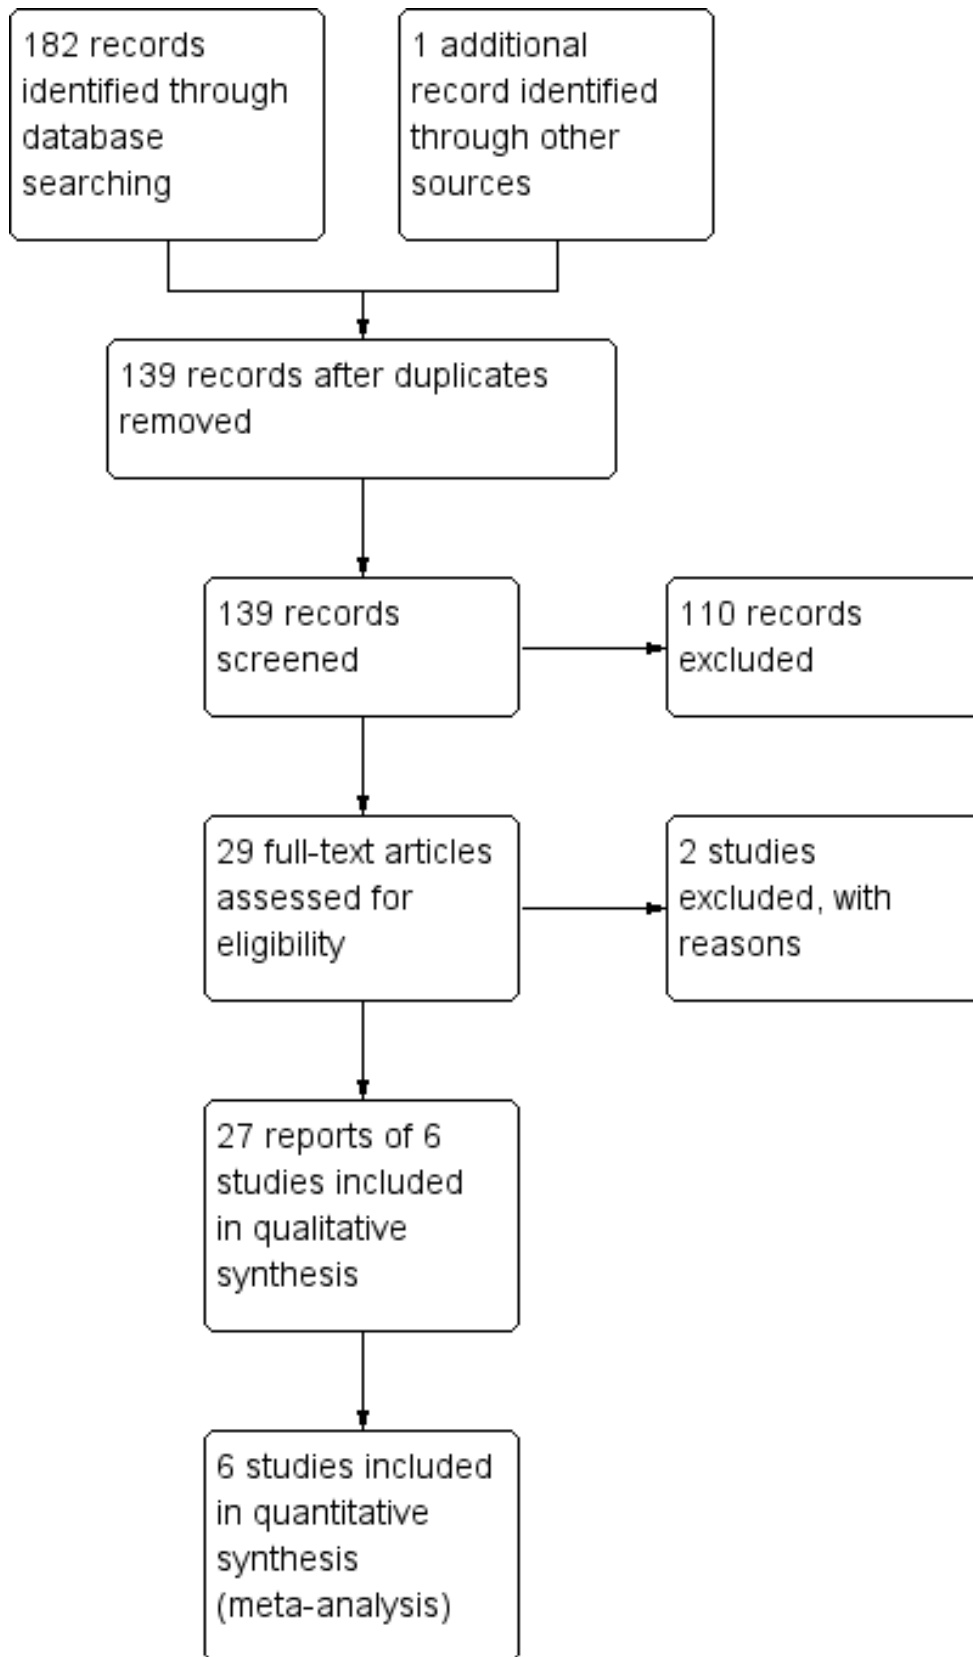 182 records
identified through
database
searching
1 additional
record identified
through other
sources
139 records after duplicates
removed
139 records
screened
110 records
excluded
29 full-text articles
assessed for
eligibility
2 studies
excluded, with
reasons
27 reports of 6
studies included
in qualitative
synthesis
6 studies included
in quantitative
synthesis
(meta-analysis)